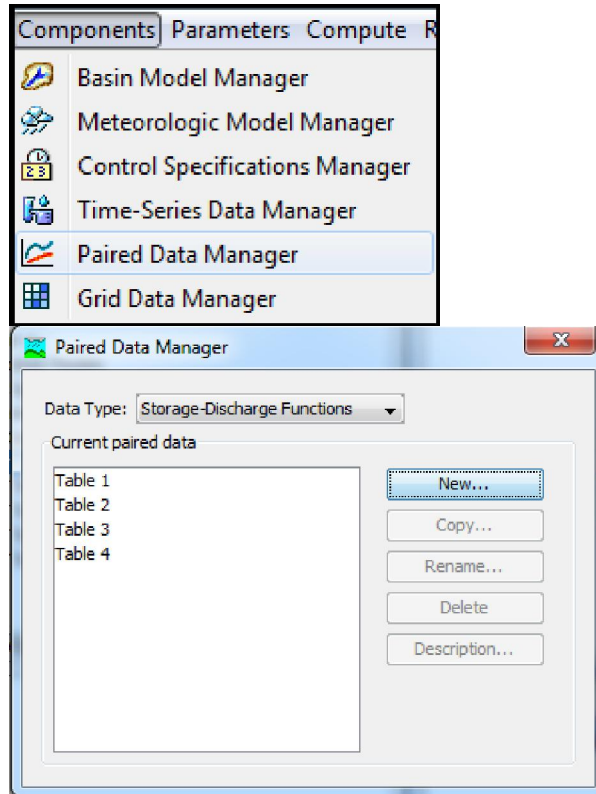 Components Parameters Compute R
Basin Model Manager
Meteorologic Model Manager
Control Specifications Manager
Time-Series Data Manager
Paired Data Manager
Grid Data Manager
Paired Data Manager
Data Type: Storage-Discharge Functions
Current paired data
Table 1
Table 2
Table 3
Table 4
New...
Copy...
Rename...
Delete
Description...